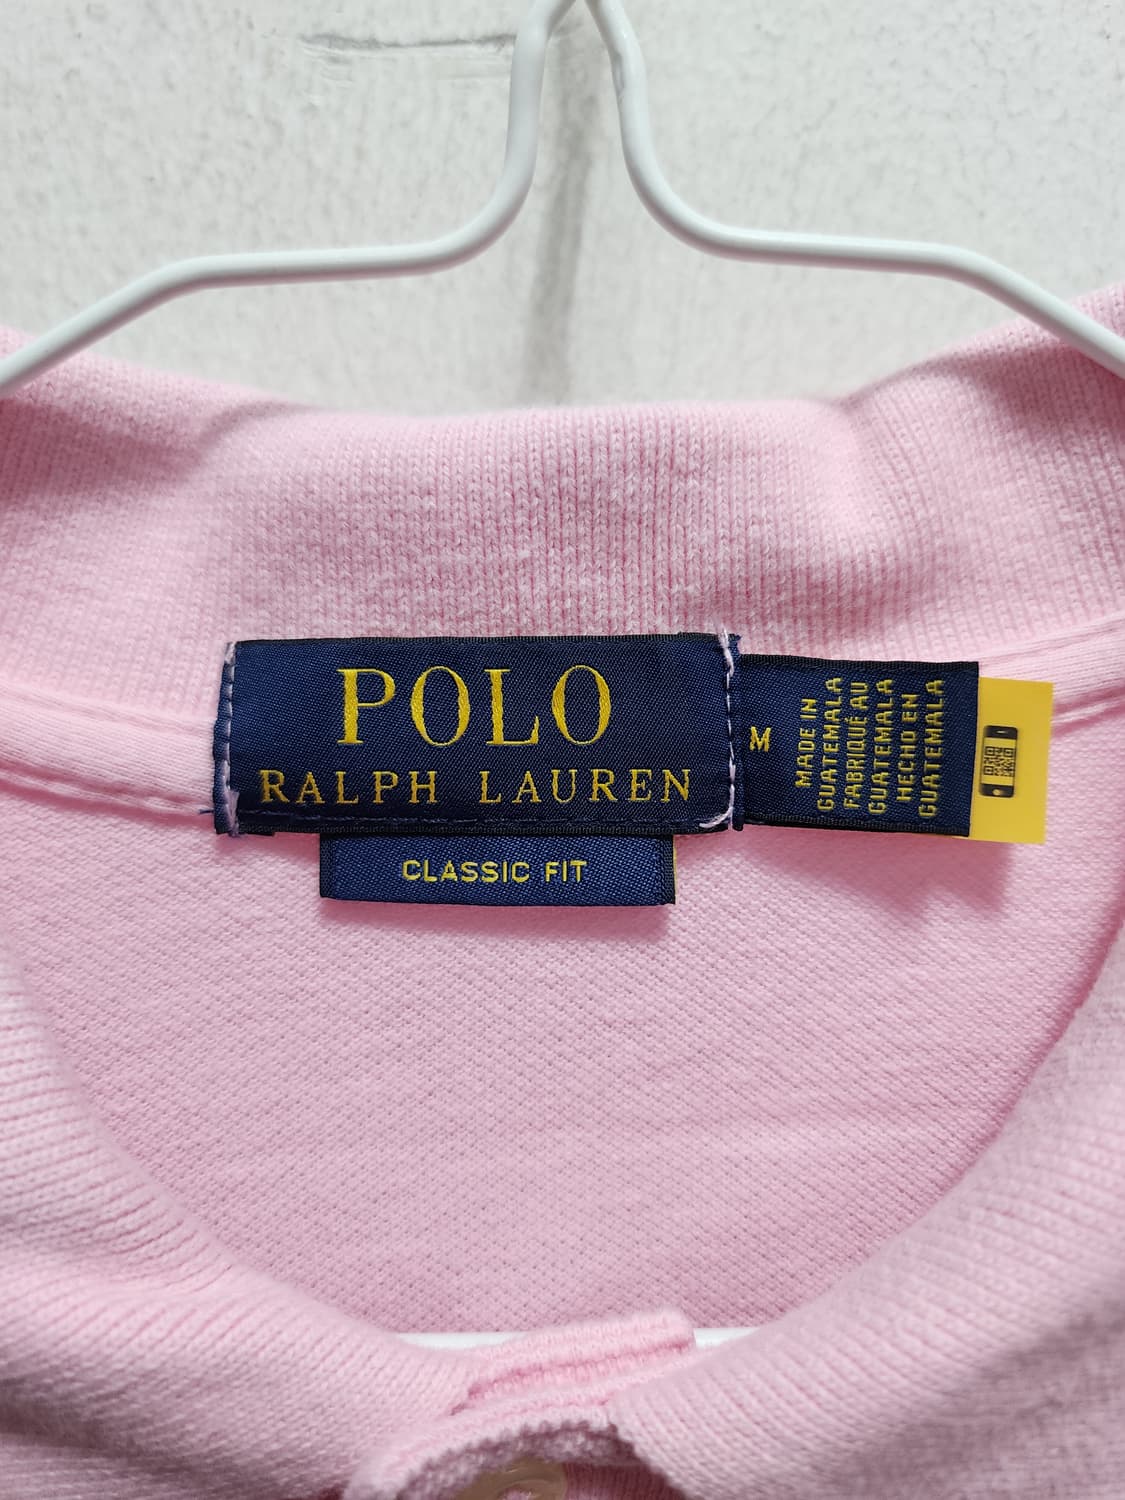 POLO
RALPH LAUREN
CLASSIC FIT
M
MADE IN
GUATEMALA
FABRIQUÉ AU
GUATEMALA
HECHO EN
GUATEMALA